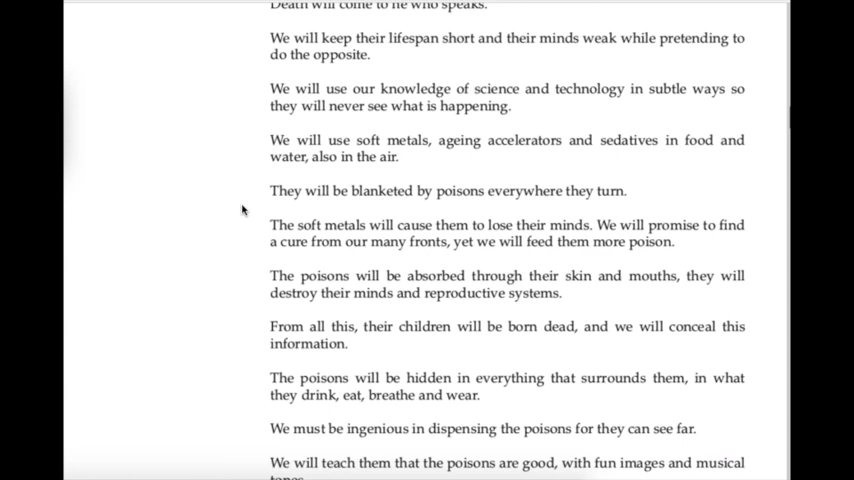 Death will come to he who speaks.
We will keep their lifespan short and their minds weak while pretending to
do the opposite.
We will use our knowledge of science and technology in subtle ways so
they will never see what is happening.
We will use soft metals, ageing accelerators and sedatives in food and
water, also in the air.
They will be blanketed by poisons everywhere they turn.
The soft metals will cause them to lose their minds. We will promise to find
a cure from our many fronts, yet we will feed them more poison.
The poisons will be absorbed through their skin and mouths, they will
destroy their minds and reproductive systems.
From all this, their children will be born dead, and we will conceal this
information.
The poisons will be hidden in everything that surrounds them, in what
they drink, eat, breathe and wear.
We must be ingenious in dispensing the poisons for they can see far.
We will teach them that the poisons are good, with fun images and musical
tones.